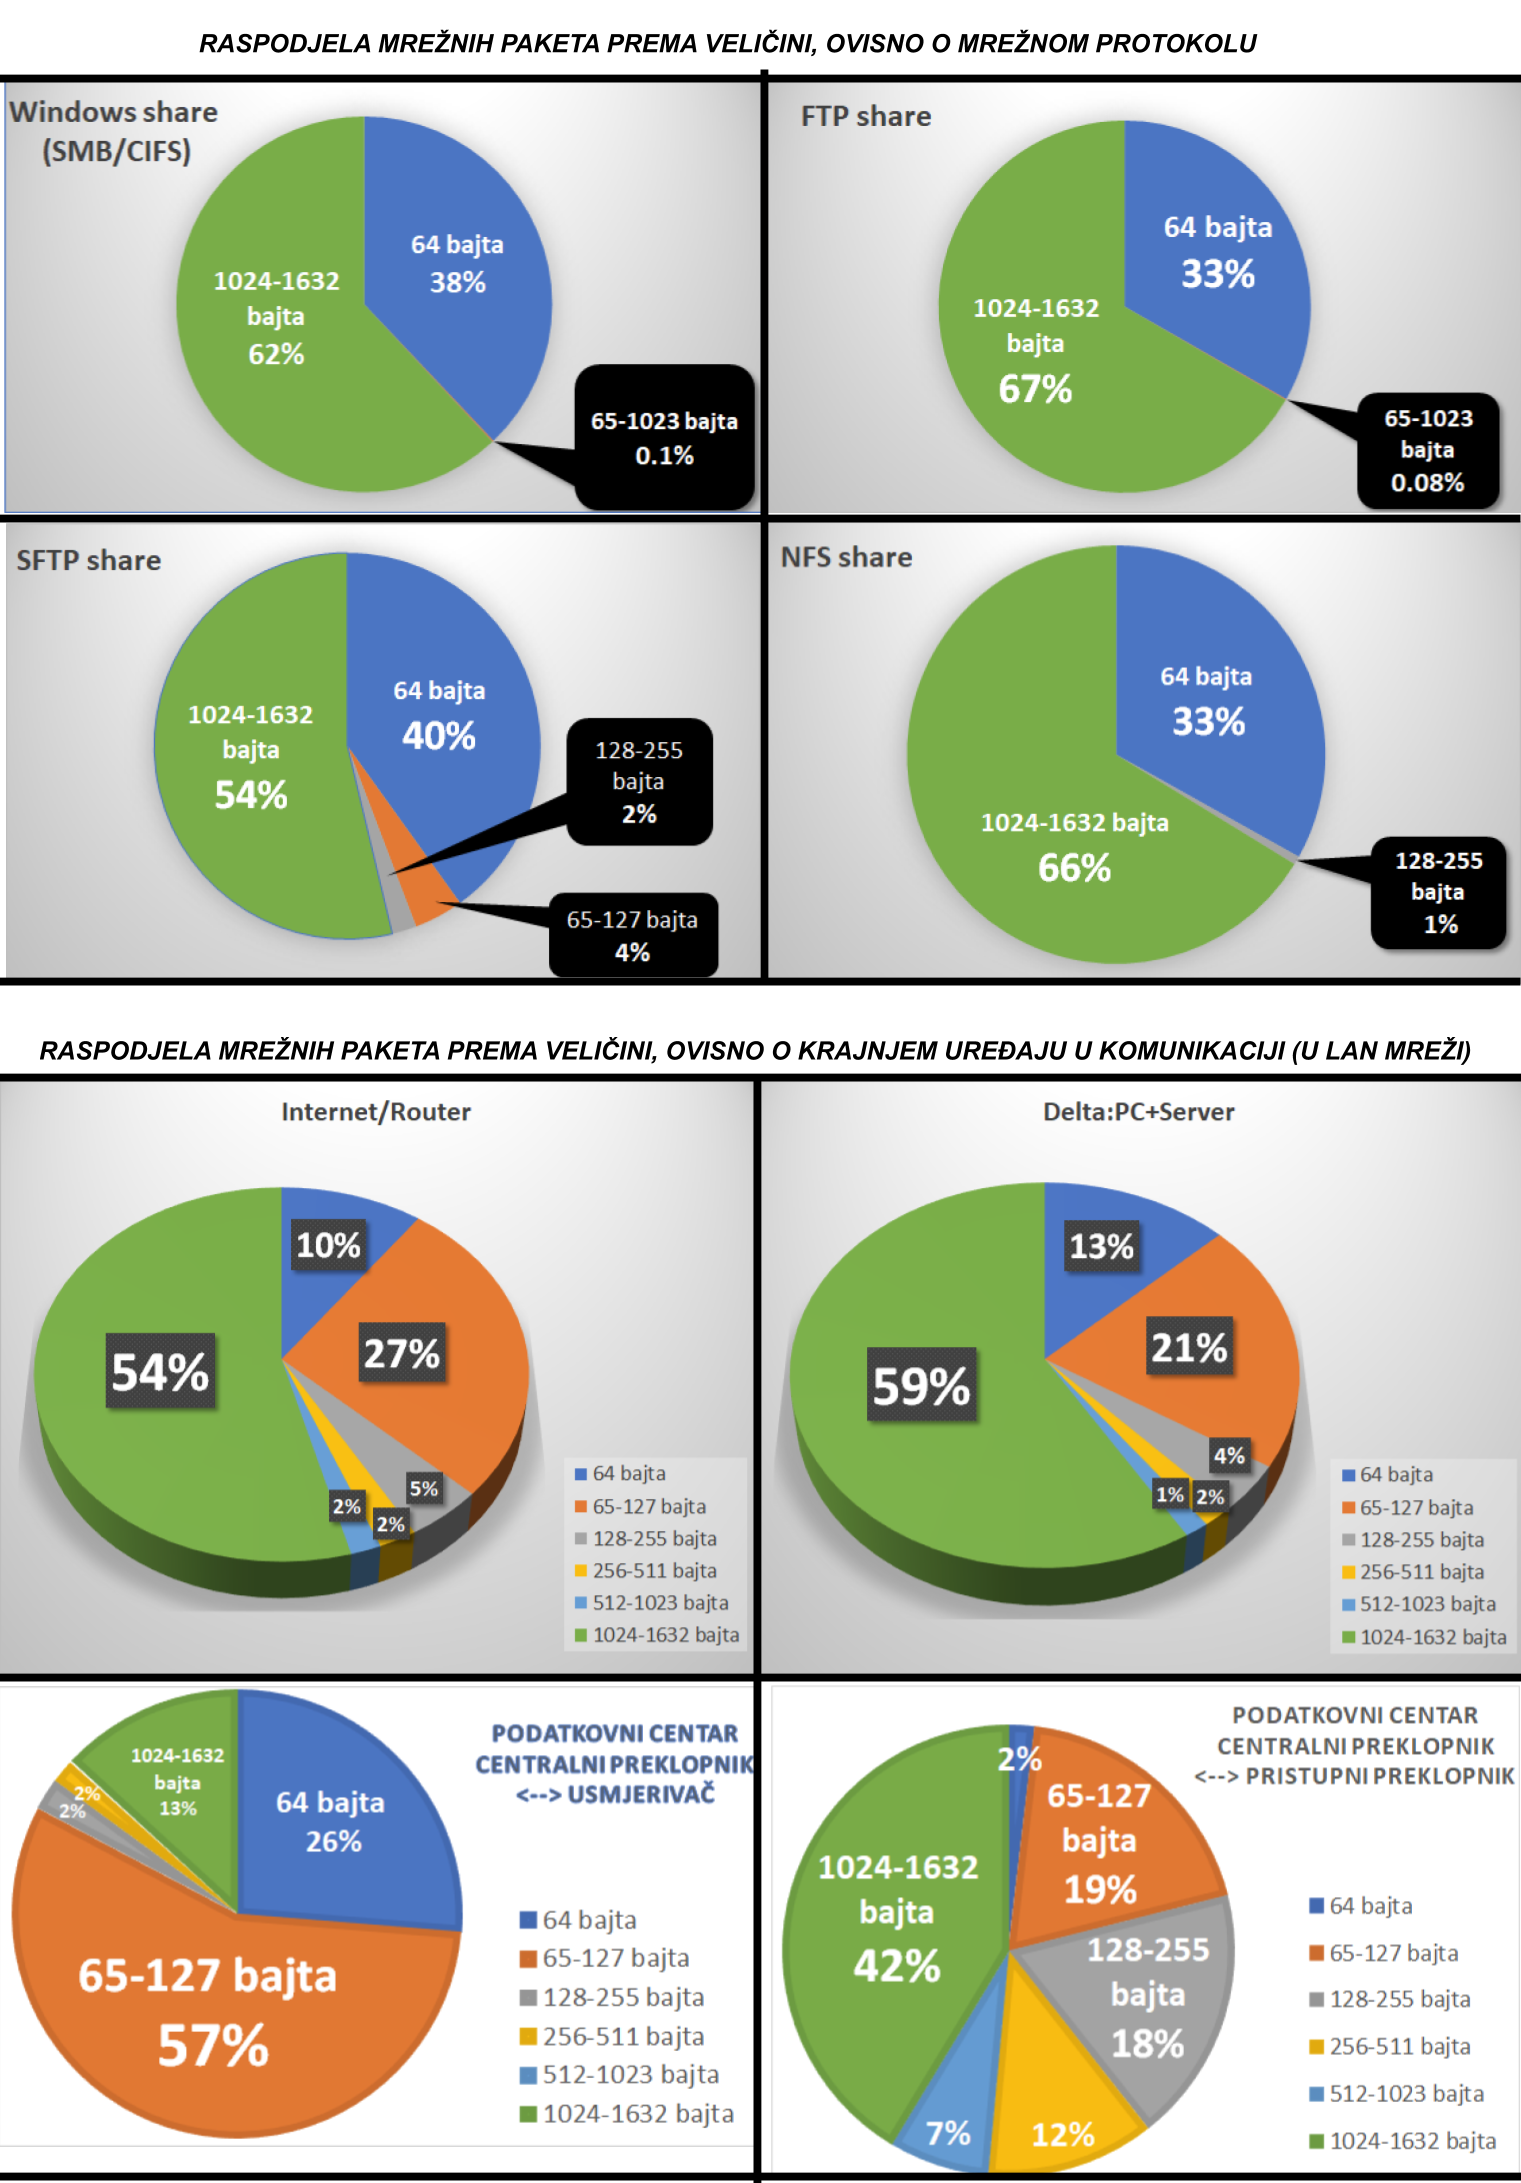 RASPODJELA MREŽNIH PAKETA PREMA VELIČINI, OVISNO O MREŽNOM PROTOKOLU
Windows share
(SMB/CIFS)
64 bajta
38%
1024-1632
bajta
62%
65-1023 bajta
0.1%
FTP share
64 bajta
33%
1024-1632
bajta
67%
65-1023
bajta
0.08%
SFTP share
64 bajta
40%
1024-1632
bajta
54%
128-255
bajta
2%
65-127 bajta
4%
NFS share
64 bajta
33%
1024-1632 bajta
66%
128-255
bajta
1%
RASPODJELA MREŽNIH PAKETA PREMA VELIČINI, OVISNO O KRAJNJEM UREĐAJU U KOMUNIKACIJI (U LAN MREŽI)
Internet/Router
10%
27%
54%
5%
2%
2%
64 bajta
65-127 bajta
128-255 bajta
256-511 bajta
512-1023 bajta
1024-1632 bajta
Delta:PC+Server
13%
21%
59%
4%
1%
2%
64 bajta
65-127 bajta
128-255 bajta
256-511 bajta
512-1023 bajta
1024-1632 bajta
PODATKOVNI CENTAR
CENTRALNI PREKLOPNIK
<--> USMJERIVAČ
1024-1632
bajta
13%
2%
2%
64 bajta
26%
65-127 bajta
57%
64 bajta
65-127 bajta
128-255 bajta
256-511 bajta
512-1023 bajta
1024-1632 bajta
PODATKOVNI CENTAR
CENTRALNI PREKLOPNIK
<--> PRISTUPNI PREKLOPNIK
2%
65-127
bajta
19%
1024-1632
bajta
42%
128-255
bajta
18%
7%
12%
64 bajta
65-127 bajta
128-255 bajta
256-511 bajta
512-1023 bajta
1024-1632 bajta